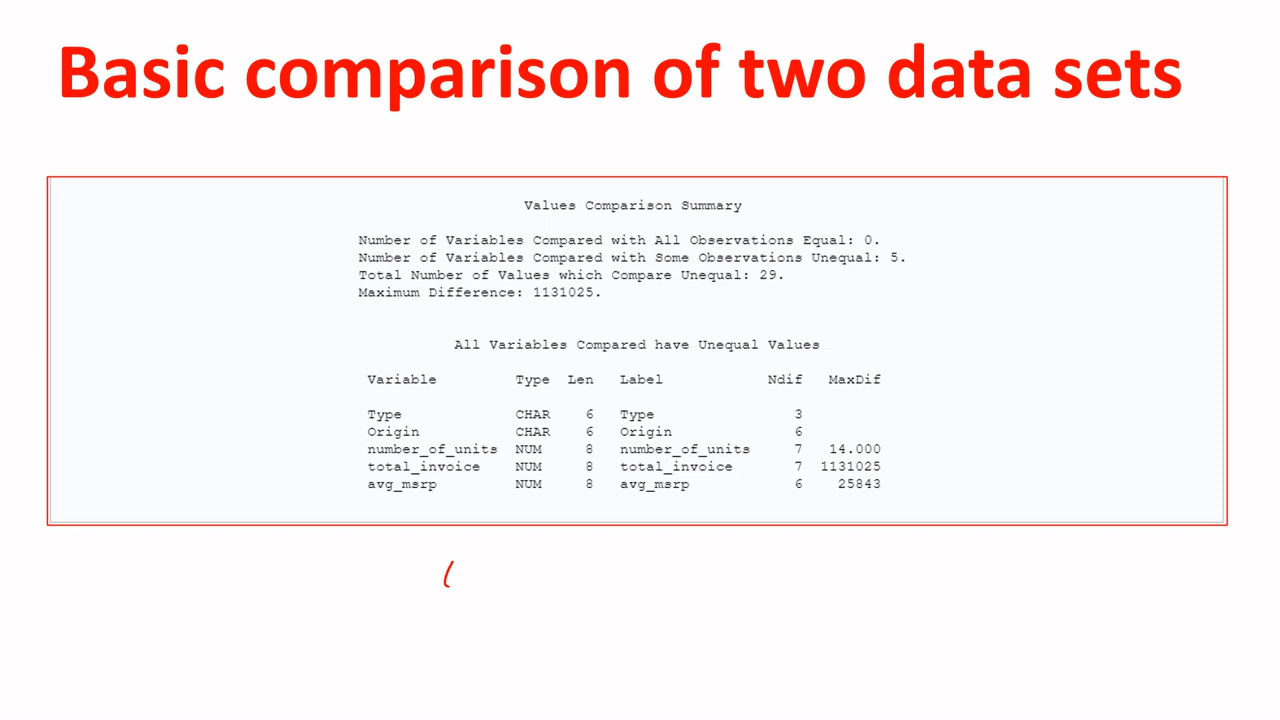 Basic comparison of two data sets
Values Comparison Summary
Number of Variables Compared with All Observations Equal: 0.
Number of Variables Compared with Some Observations Unequal: 5.
Total Number of Values which Compare Unequal: 29.
Maximum Difference: 1131025.
All Variables Compared have Unequal Values
Variable Type Len Label Ndif MaxDif
Type CHAR 6 Type 3
Origin CHAR 6 Origin 6
number_of_units NUM 8 number_of_units 7 14.000
total_invoice NUM 8 total_invoice 7 1131025
avg_msrp NUM 8 avg_msrp 6 25843